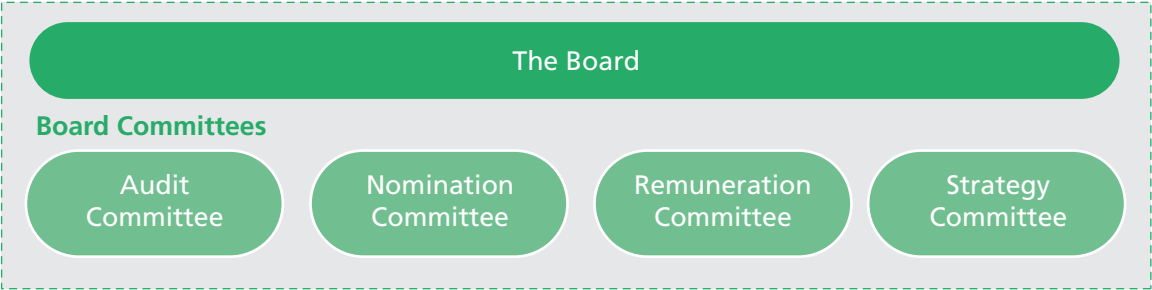 The Board
Board Committees
Audit
Committee
Nomination
Committee
Remuneration
Committee
Strategy
Committee